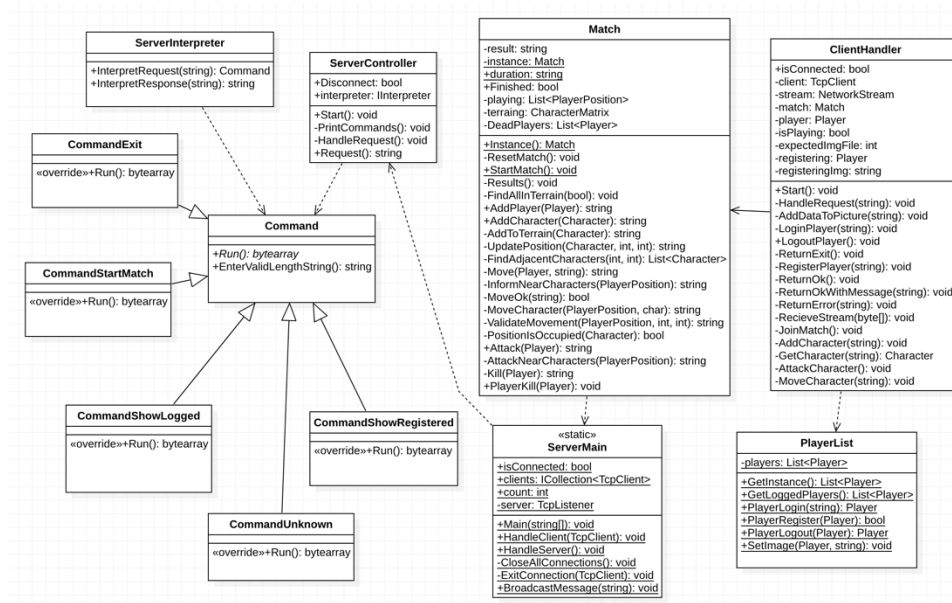 ServerInterpreter
+InterpretRequest(string): Command
+InterpretResponse(string): string
ServerController
+Disconnect: bool
+interpreter: IInterpreter
+Start(): void
-PrintCommands(): void
-HandleRequest(): void
+Request(): string
Match
-result: string
-instance: Match
+duration: string
+Finished: bool
-playing: List<PlayerPosition>
-terraing: CharacterMatrix
-DeadPlayers: List<Player>
+Instance(): Match
-ResetMatch(): void
+StartMatch(): void
-Results(): void
-FindAllInTerrain(bool): void
+AddPlayer(Player): string
+AddCharacter(Character): string
-AddToTerrain(Character): string
-UpdatePosition(Character, int, int): string
-FindAdjacentCharacters(int, int): List<Character>
-Move(Player, string): string
-InformNearCharacters(PlayerPosition): string
-MoveOk(string): bool
-MoveCharacter(PlayerPosition, char): string
-ValidateMovement(PlayerPosition, int, int): string
-PositionIsOccupied(Character): bool
+Attack(Player): string
-AttackNearCharacters(PlayerPosition): string
-Kill(Player): string
+PlayerKill(Player): void
ClientHandler
+isConnected: bool
-client: TcpClient
-stream: NetworkStream
-match: Match
-player: Player
-isPlaying: bool
-expectedImgFile: int
-registering: Player
-registeringImg: string
+Start(): void
-HandleRequest(string): void
-AddDataToPicture(string): void
-LoginPlayer(string): void
+LogoutPlayer(): void
-ReturnExit(): void
-RegisterPlayer(string): void
-ReturnOk(): void
-ReturnOkWithMessage(string): void
-ReturnError(string): void
-RecieveStream(byte[]): void
-JoinMatch(): void
-AddCharacter(string): void
-GetCharacter(string): Character
-AttackCharacter(): void
-MoveCharacter(string): void
CommandExit
«override»+Run(): bytearray
Command
+Run(): bytearray
+EnterValidLengthString(): string
CommandStartMatch
«override»+Run(): bytearray
CommandShowLogged
«override»+Run(): bytearray
CommandShowRegistered
«override»+Run(): bytearray
CommandUnknown
«override»+Run(): bytearray
«static»
ServerMain
+isConnected: bool
+clients: ICollection<TcpClient>
+count: int
-server: TcpListener
+Main(string[]): void
+HandleClient(TcpClient): void
+HandleServer(): void
-CloseAllConnections(): void
-ExitConnection(TcpClient): void
+BroadcastMessage(string): void
PlayerList
-players: List<Player>
+GetInstance(): List<Player>
+GetLoggedPlayers(): List<Player>
+PlayerLogin(string): Player
+PlayerRegister(Player): bool
+PlayerLogout(Player): Player
+SetImage(Player, string): void